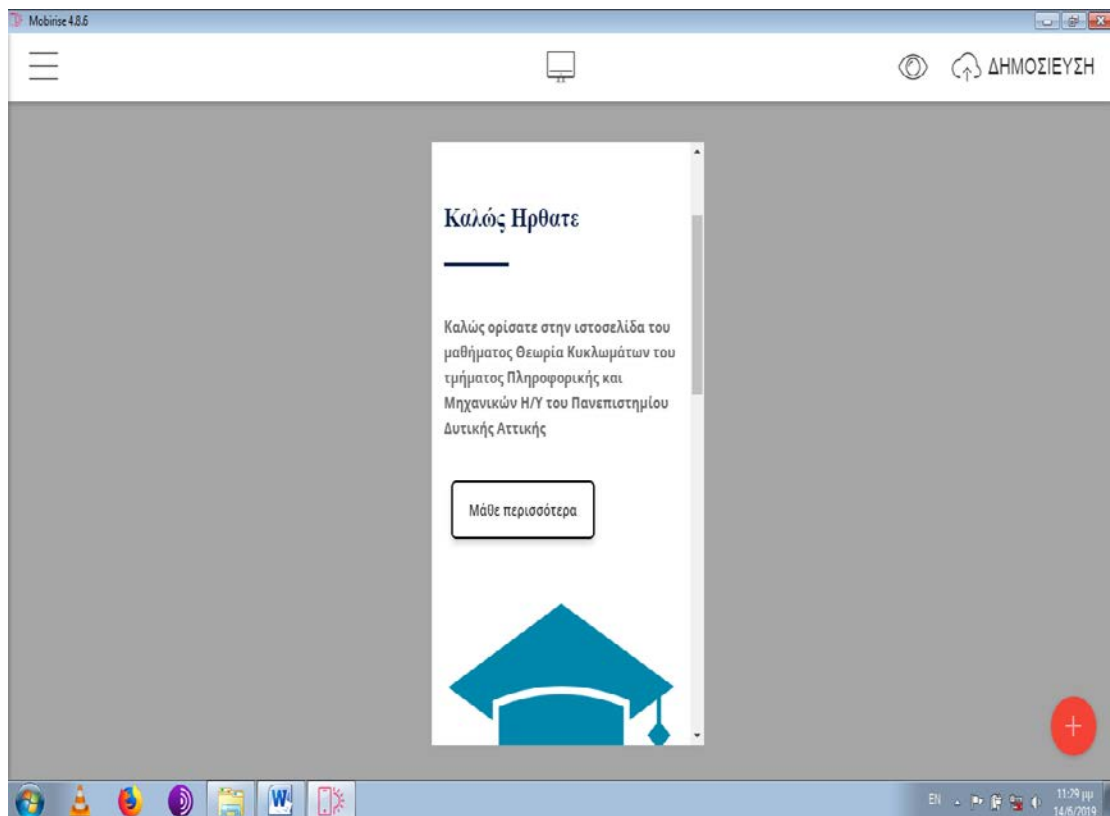 Mobirise 4.8.6
ΔΗΜΟΣΙΕΥΣΗ
Καλώς Ηρθατε
Καλώς ορίσατε στην ιστοσελίδα του
μαθήματος Θεωρία Κυκλωμάτων του
τμήματος Πληροφορικής και
Μηχανικών Η/Υ του Πανεπιστημίου
Δυτικής Αττικής
Μάθε περισσότερα
EN
11:29 μμ
14/6/2019